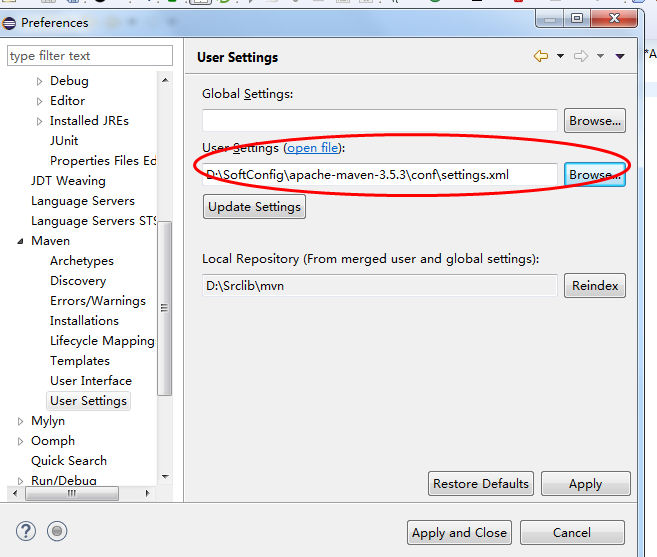 Preferences
type filter text
Debug
Editor
Installed JREs
JUnit
Properties Files Ed
JDT Weaving
Language Servers
Language Servers STS
Maven
Archetypes
Discovery
Errors/Warnings
Installations
Lifecycle Mapping
Templates
User Interface
User Settings
Mylyn
Oomph
Quick Search
Run/Debug
User Settings
Global Settings:
Browse...
User Settings (open file):
D:\SoftConfig\apache-maven-3.5.3\conf\settings.xml
Browse...
Update Settings
Local Repository (From merged user and global settings):
D:\Srclib\mvn
Reindex
Restore Defaults
Apply
Apply and Close
Cancel
*A